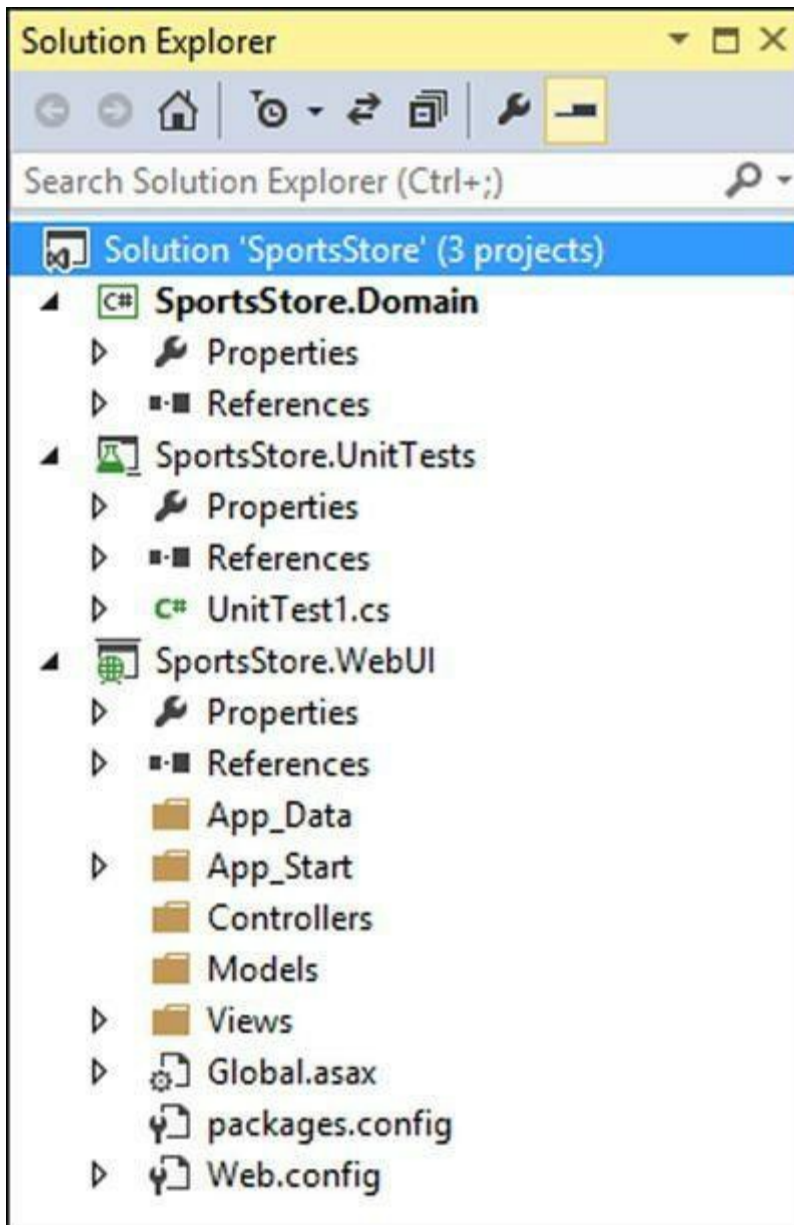 Solution Explorer
Search Solution Explorer (Ctrl+;)
Solution 'SportsStore' (3 projects)
C# SportsStore.Domain
Properties
References
SportsStore.UnitTests
Properties
References
C# UnitTest1.cs
SportsStore.WebUI
Properties
References
App_Data
App_Start
Controllers
Models
Views
Global.asax
packages.config
Web.config